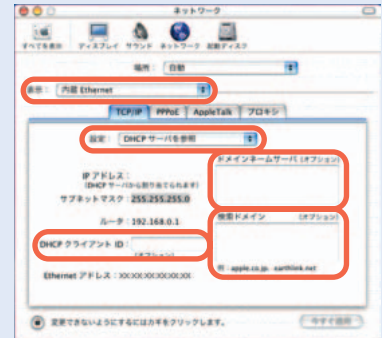 ネットワーク
すべてを表示 ディスプレイ サウンド ネットワーク 起動ディスク
場所： 自動
表示： 内蔵 Ethernet
TCP/IP PPPoE AppleTalk プロキシ
設定： DHCP サーバを参照
ドメインネームサーバ (オプション)
IP アドレス：
(DHCP サーバから割り当てられます)
サブネットマスク： 255.255.255.0
ルータ： 192.168.0.1
検索ドメイン (オプション)
DHCP クライアント ID：
(オプション)
例：apple.co.jp, earthlink.net
Ethernet アドレス：XX:XX:XX:XX:XX:XX
変更できないようにするにはカギをクリックします。
今すぐ適用